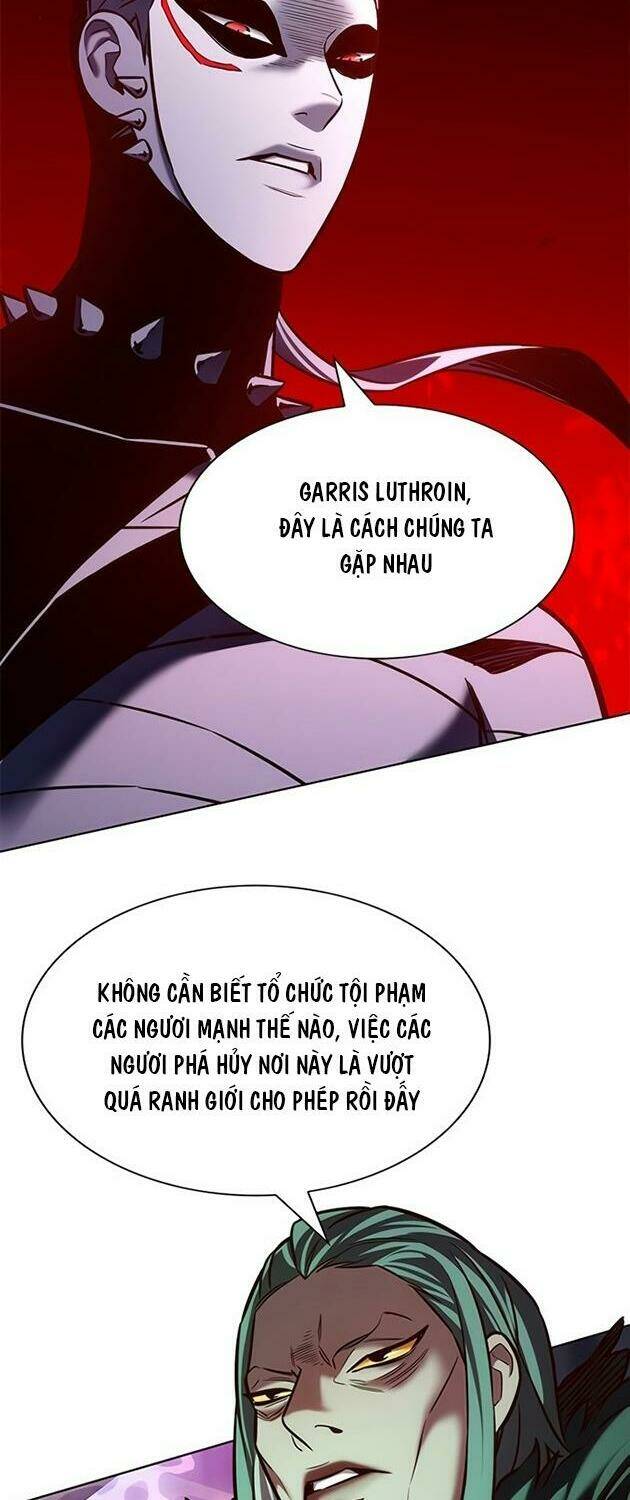 GARRIS LUTHROIN,
ĐÂY LÀ CÁCH CHÚNG TA
GẶP NHAU
KHÔNG CẦN BIẾT TỔ CHỨC TỘI PHẠM
CÁC NGƯƠI MẠNH THẾ NÀO, VIỆC CÁC
NGƯƠI PHÁ HỦY NƠI NÀY LÀ VƯỢT
QUÁ RANH GIỚI CHO PHÉP RỒI ĐẤY